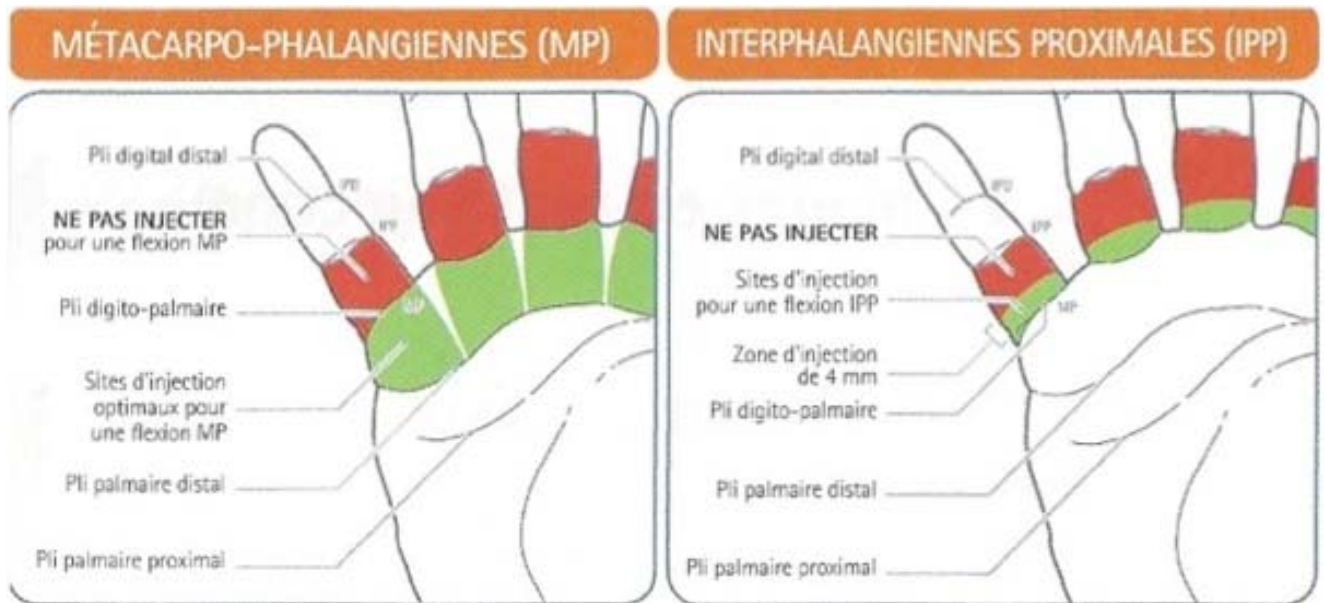 MÉTACARPO-PHALANGIENNES (MP)
Pli digital distal
IPD
NE PAS INJECTER
pour une flexion MP
IPP
Pli digito-palmaire
MP
Sites d'injection
optimaux pour
une flexion MP
Pli palmaire distal
Pli palmaire proximal
INTERPHALANGIENNES PROXIMALES (IPP)
Pli digital distal
IPD
NE PAS INJECTER
IPP
Sites d'injection
pour une flexion IPP
MP
Zone d'injection
de 4 mm
Pli digito-palmaire
Pli palmaire distal
Pli palmaire proximal